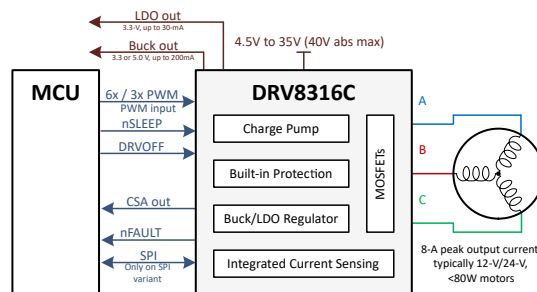 LDO out
3.3-V, up to 30-mA
Buck out
3.3 or 5.0 V, up to 200mA
4.5V to 35V (40V abs max)
MCU
6x / 3x PWM
PWM input
nSLEEP
DRVOFF
CSA out
nFAULT
SPI
Only on SPI
variant
DRV8316C
Charge Pump
Built-in Protection
Buck/LDO Regulator
Integrated Current Sensing
MOSFETs
A
B
C
8-A peak output current,
typically 12-V/24-V,
<80W motors